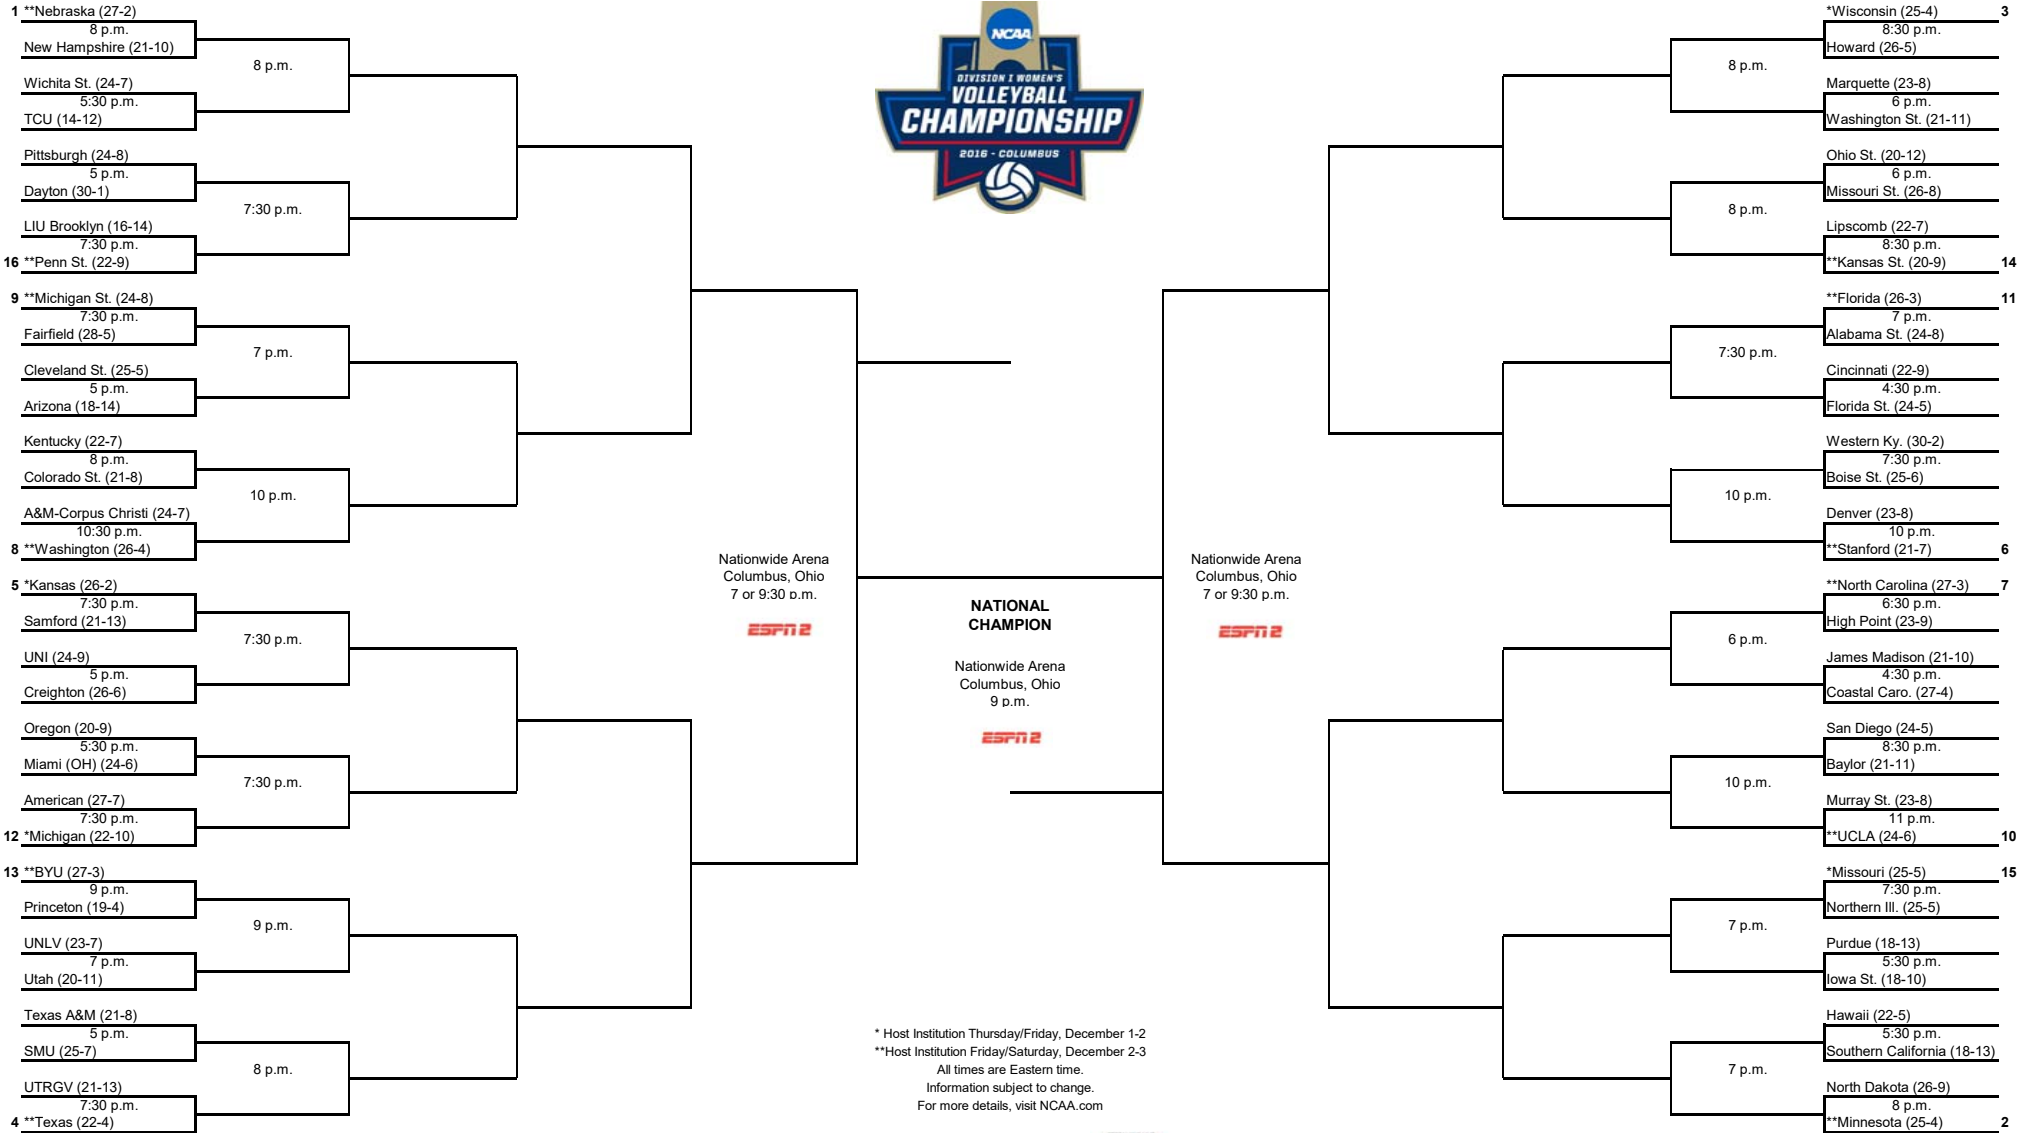 1 **Nebraska (27-2)
8 p.m.
New Hampshire (21-10)
8 p.m.
Wichita St. (24-7)
5:30 p.m.
TCU (14-12)
Pittsburgh (24-8)
5 p.m.
Dayton (30-1)
7:30 p.m.
LIU Brooklyn (16-14)
7:30 p.m.
16 **Penn St. (22-9)
9 **Michigan St. (24-8)
7:30 p.m.
Fairfield (28-5)
7 p.m.
Cleveland St. (25-5)
5 p.m.
Arizona (18-14)
Kentucky (22-7)
8 p.m.
Colorado St. (21-8)
10 p.m.
A&M-Corpus Christi (24-7)
10:30 p.m.
8 **Washington (26-4)
5 *Kansas (26-2)
7:30 p.m.
Samford (21-13)
7:30 p.m.
UNI (24-9)
5 p.m.
Creighton (26-6)
Oregon (20-9)
5:30 p.m.
Miami (OH) (24-6)
7:30 p.m.
American (27-7)
7:30 p.m.
12 *Michigan (22-10)
13 **BYU (27-3)
9 p.m.
Princeton (19-4)
9 p.m.
UNLV (23-7)
7 p.m.
Utah (20-11)
Texas A&M (21-8)
5 p.m.
SMU (25-7)
8 p.m.
UTRGV (21-13)
7:30 p.m.
4 **Texas (22-4)
NCAA
DIVISION I WOMEN'S
VOLLEYBALL
CHAMPIONSHIP
2016 - COLUMBUS
Nationwide Arena
Columbus, Ohio
7 or 9:30 p.m.
ESPN2
NATIONAL
CHAMPION
Nationwide Arena
Columbus, Ohio
9 p.m.
ESPN2
Nationwide Arena
Columbus, Ohio
7 or 9:30 p.m.
ESPN2
* Host Institution Thursday/Friday, December 1-2
**Host Institution Friday/Saturday, December 2-3
All times are Eastern time.
Information subject to change.
For more details, visit NCAA.com
*Wisconsin (25-4) 3
8:30 p.m.
Howard (26-5)
8 p.m.
Marquette (23-8)
6 p.m.
Washington St. (21-11)
Ohio St. (20-12)
6 p.m.
Missouri St. (26-8)
8 p.m.
Lipscomb (22-7)
8:30 p.m.
**Kansas St. (20-9) 14
**Florida (26-3) 11
7 p.m.
Alabama St. (24-8)
7:30 p.m.
Cincinnati (22-9)
4:30 p.m.
Florida St. (24-5)
Western Ky. (30-2)
7:30 p.m.
Boise St. (25-6)
10 p.m.
Denver (23-8)
10 p.m.
**Stanford (21-7) 6
**North Carolina (27-3) 7
6:30 p.m.
High Point (23-9)
6 p.m.
James Madison (21-10)
4:30 p.m.
Coastal Caro. (27-4)
San Diego (24-5)
8:30 p.m.
Baylor (21-11)
10 p.m.
Murray St. (23-8)
11 p.m.
**UCLA (24-6) 10
*Missouri (25-5) 15
7:30 p.m.
Northern Ill. (25-5)
7 p.m.
Purdue (18-13)
5:30 p.m.
Iowa St. (18-10)
Hawaii (22-5)
5:30 p.m.
Southern California (18-13)
7 p.m.
North Dakota (26-9)
8 p.m.
**Minnesota (25-4) 2